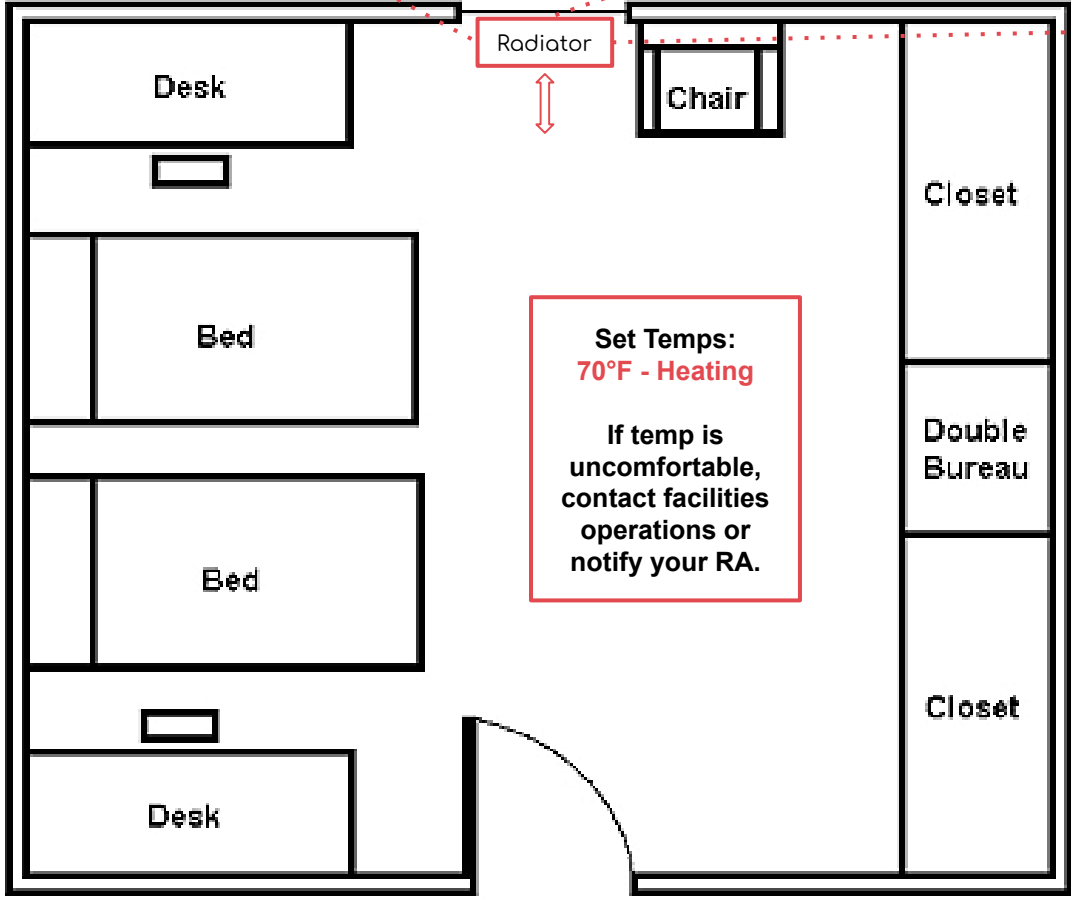 Radiator
Desk
Chair
Closet
Bed
Set Temps:
70°F - Heating
If temp is
uncomfortable,
contact facilities
operations or
notify your RA.
Double
Bureau
Bed
Closet
Desk